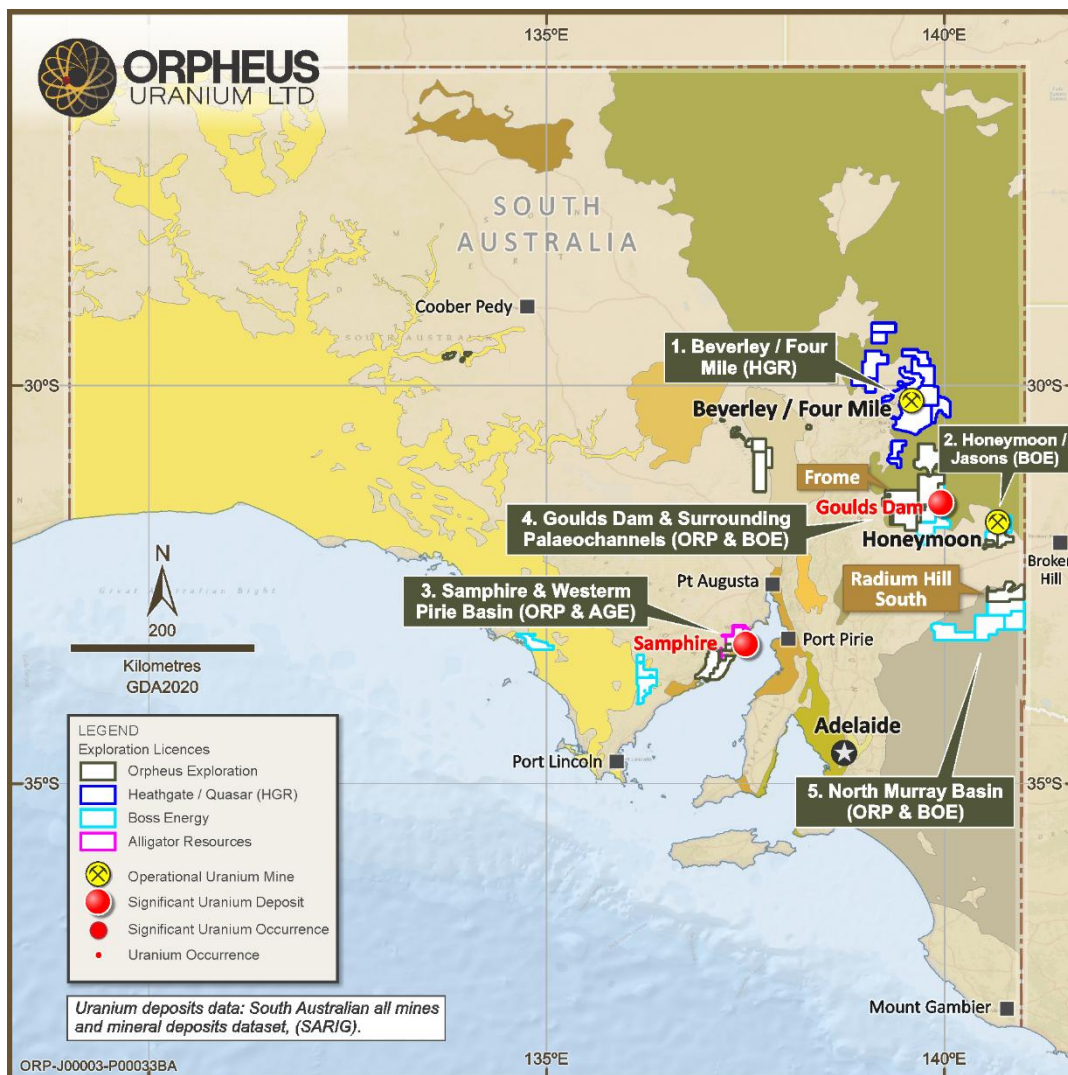 ORPHEUS
URANIUM LTD
135°E
140°E
SOUTH
AUSTRALIA
Coober Pedy
SOUTH AUSTRALIA
1. Beverley / Four
Mile (HGR)
30°S
30°S
Beverley / Four Mile
2. Honeymoon /
Jasons (BOE)
Frome
Goulds Dam
4. Goulds Dam & Surrounding
Palaeochannels (ORP & BOE)
Honeymoon
Broken
Hill
N
Great Australian Bight
Pt Augusta
Radium Hill
South
3. Samphire & Westerm
Pirie Basin (ORP & AGE)
200
Samphire
Port Pirie
Kilometres
GDA2020
LEGEND
Exploration Licences
Orpheus Exploration
Heathgate / Quasar (HGR)
Boss Energy
Alligator Resources
Operational Uranium Mine
Significant Uranium Deposit
Significant Uranium Occurrence
Uranium Occurrence
Adelaide
Port Lincoln
35°S
35°S
5. North Murray Basin
(ORP & BOE)
Uranium deposits data: South Australian all mines
and mineral deposits dataset, (SARIG).
Mount Gambier
ORP-J00003-P00033BA
135°E
140°E